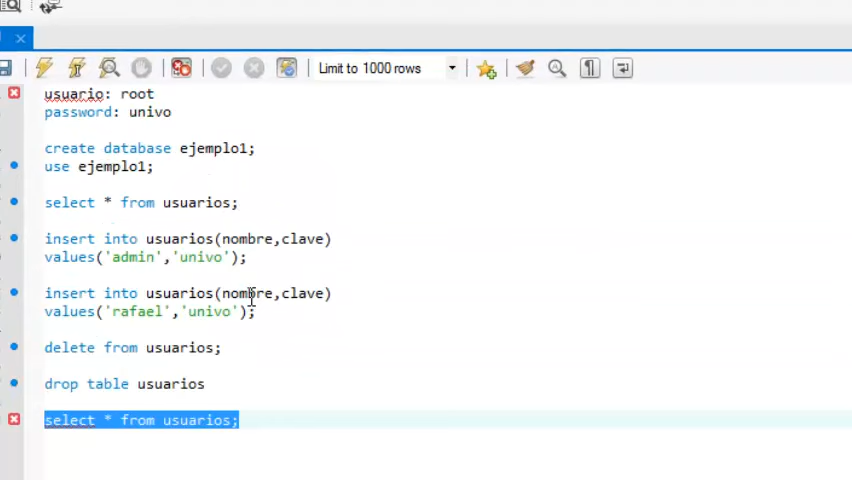 Limit to 1000 rows
usuario: root
password: univo
create database ejemplo1;
use ejemplo1;
select * from usuarios;
insert into usuarios(nombre,clave)
values('admin','univo');
insert into usuarios(nombre,clave)
values('rafael','univo');
delete from usuarios;
drop table usuarios
select * from usuarios;